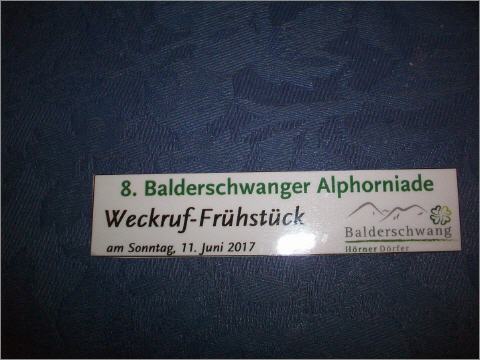 8. Balderschwanger Alphorniade
Weckruf-Frühstück
am Sonntag, 11. Juni 2017
Balderschwang
Hörner Dörfer